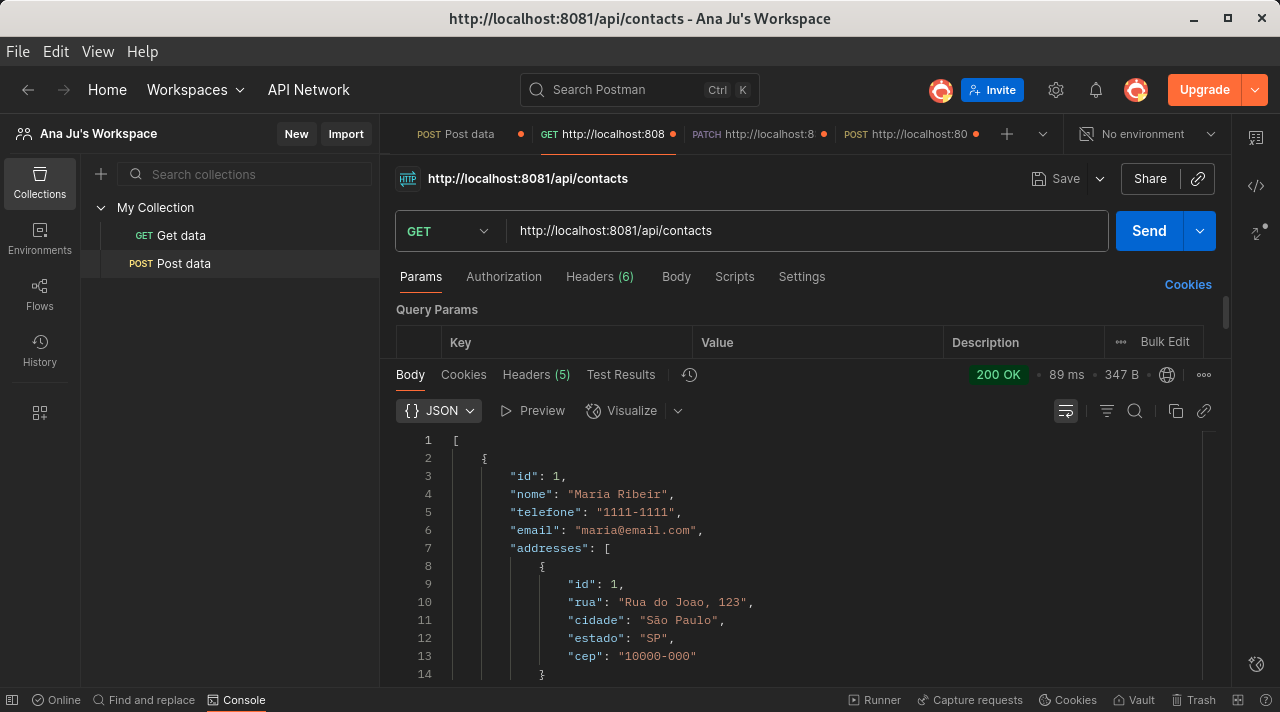 http://localhost:8081/api/contacts - Ana Ju's Workspace
File Edit View Help
Home Workspaces API Network Search Postman Ctrl K Invite Upgrade
Ana Ju's Workspace New Import
POST Post data GET http://localhost:808 PATCH http://localhost:8 POST http://localhost:80 No environment
Collections
Environments
Flows
History
Search collections
My Collection
GET Get data
POST Post data
HTTP http://localhost:8081/api/contacts Save Share
GET http://localhost:8081/api/contacts Send
Params Authorization Headers (6) Body Scripts Settings Cookies
Query Params
Key Value Description Bulk Edit
Body Cookies Headers (5) Test Results 200 OK 89 ms 347 B
{ } JSON Preview Visualize
1 [
2 {
3 "id": 1,
4 "nome": "Maria Ribeir",
5 "telefone": "1111-1111",
6 "email": "maria@email.com",
7 "addresses": [
8 {
9 "id": 1,
10 "rua": "Rua do Joao, 123",
11 "cidade": "São Paulo",
12 "estado": "SP",
13 "cep": "10000-000"
14 }
Online Find and replace Console Runner Capture requests Cookies Vault Trash